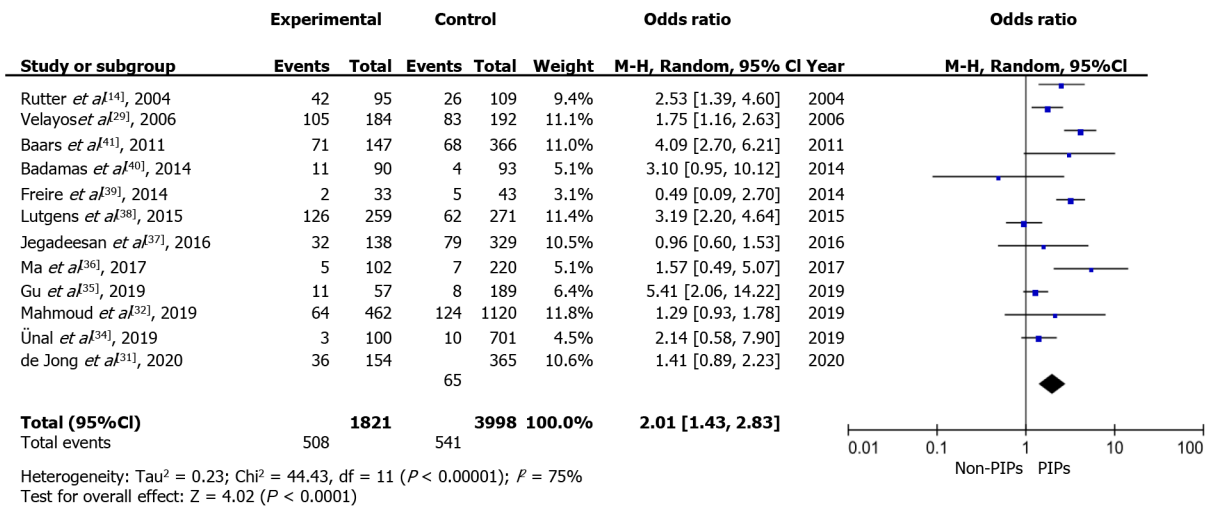 Experimental Control Odds ratio Odds ratio
Study or subgroup Events Total Events Total Weight M-H, Random, 95% CI Year M-H, Random, 95%CI
Rutter et al[14], 2004 42 95 26 109 9.4% 2.53 [1.39, 4.60] 2004
Velayoset al[29], 2006 105 184 83 192 11.1% 1.75 [1.16, 2.63] 2006
Baars et al[41], 2011 71 147 68 366 11.0% 4.09 [2.70, 6.21] 2011
Badamas et al[40], 2014 11 90 4 93 5.1% 3.10 [0.95, 10.12] 2014
Freire et al[39], 2014 2 33 5 43 3.1% 0.49 [0.09, 2.70] 2014
Lutgens et al[38], 2015 126 259 62 271 11.4% 3.19 [2.20, 4.64] 2015
Jegadeesan et al[37], 2016 32 138 79 329 10.5% 0.96 [0.60, 1.53] 2016
Ma et al[36], 2017 5 102 7 220 5.1% 1.57 [0.49, 5.07] 2017
Gu et al[35], 2019 11 57 8 189 6.4% 5.41 [2.06, 14.22] 2019
Mahmoud et al[32], 2019 64 462 124 1120 11.8% 1.29 [0.93, 1.78] 2019
Ünal et al[34], 2019 3 100 10 701 4.5% 2.14 [0.58, 7.90] 2019
de Jong et al[31], 2020 36 154 365 10.6% 1.41 [0.89, 2.23] 2020
65
Total (95%CI) 1821 3998 100.0% 2.01 [1.43, 2.83]
Total events 508 541
0.01 0.1 1 10 100
Non-PIPs PIPs
Heterogeneity: Tau² = 0.23; Chi² = 44.43, df = 11 (P < 0.00001); I² = 75%
Test for overall effect: Z = 4.02 (P < 0.0001)